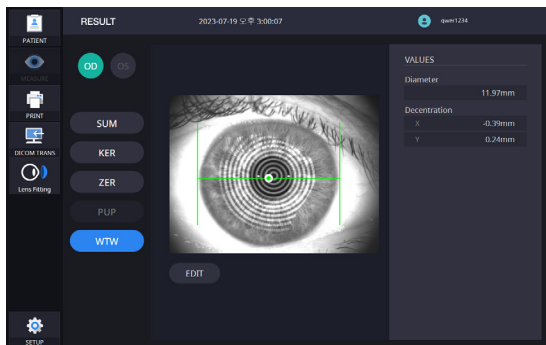 RESULT 2023-07-19 오후 3:00:07 qwer1234
PATIENT
MEASURE
PRINT
DICOM TRANS
Lens Fitting
SETUP
OD OS
SUM
KER
ZER
PUP
WTW
EDIT
VALUES
Diameter
11.97mm
Decentration
X -0.39mm
Y 0.24mm